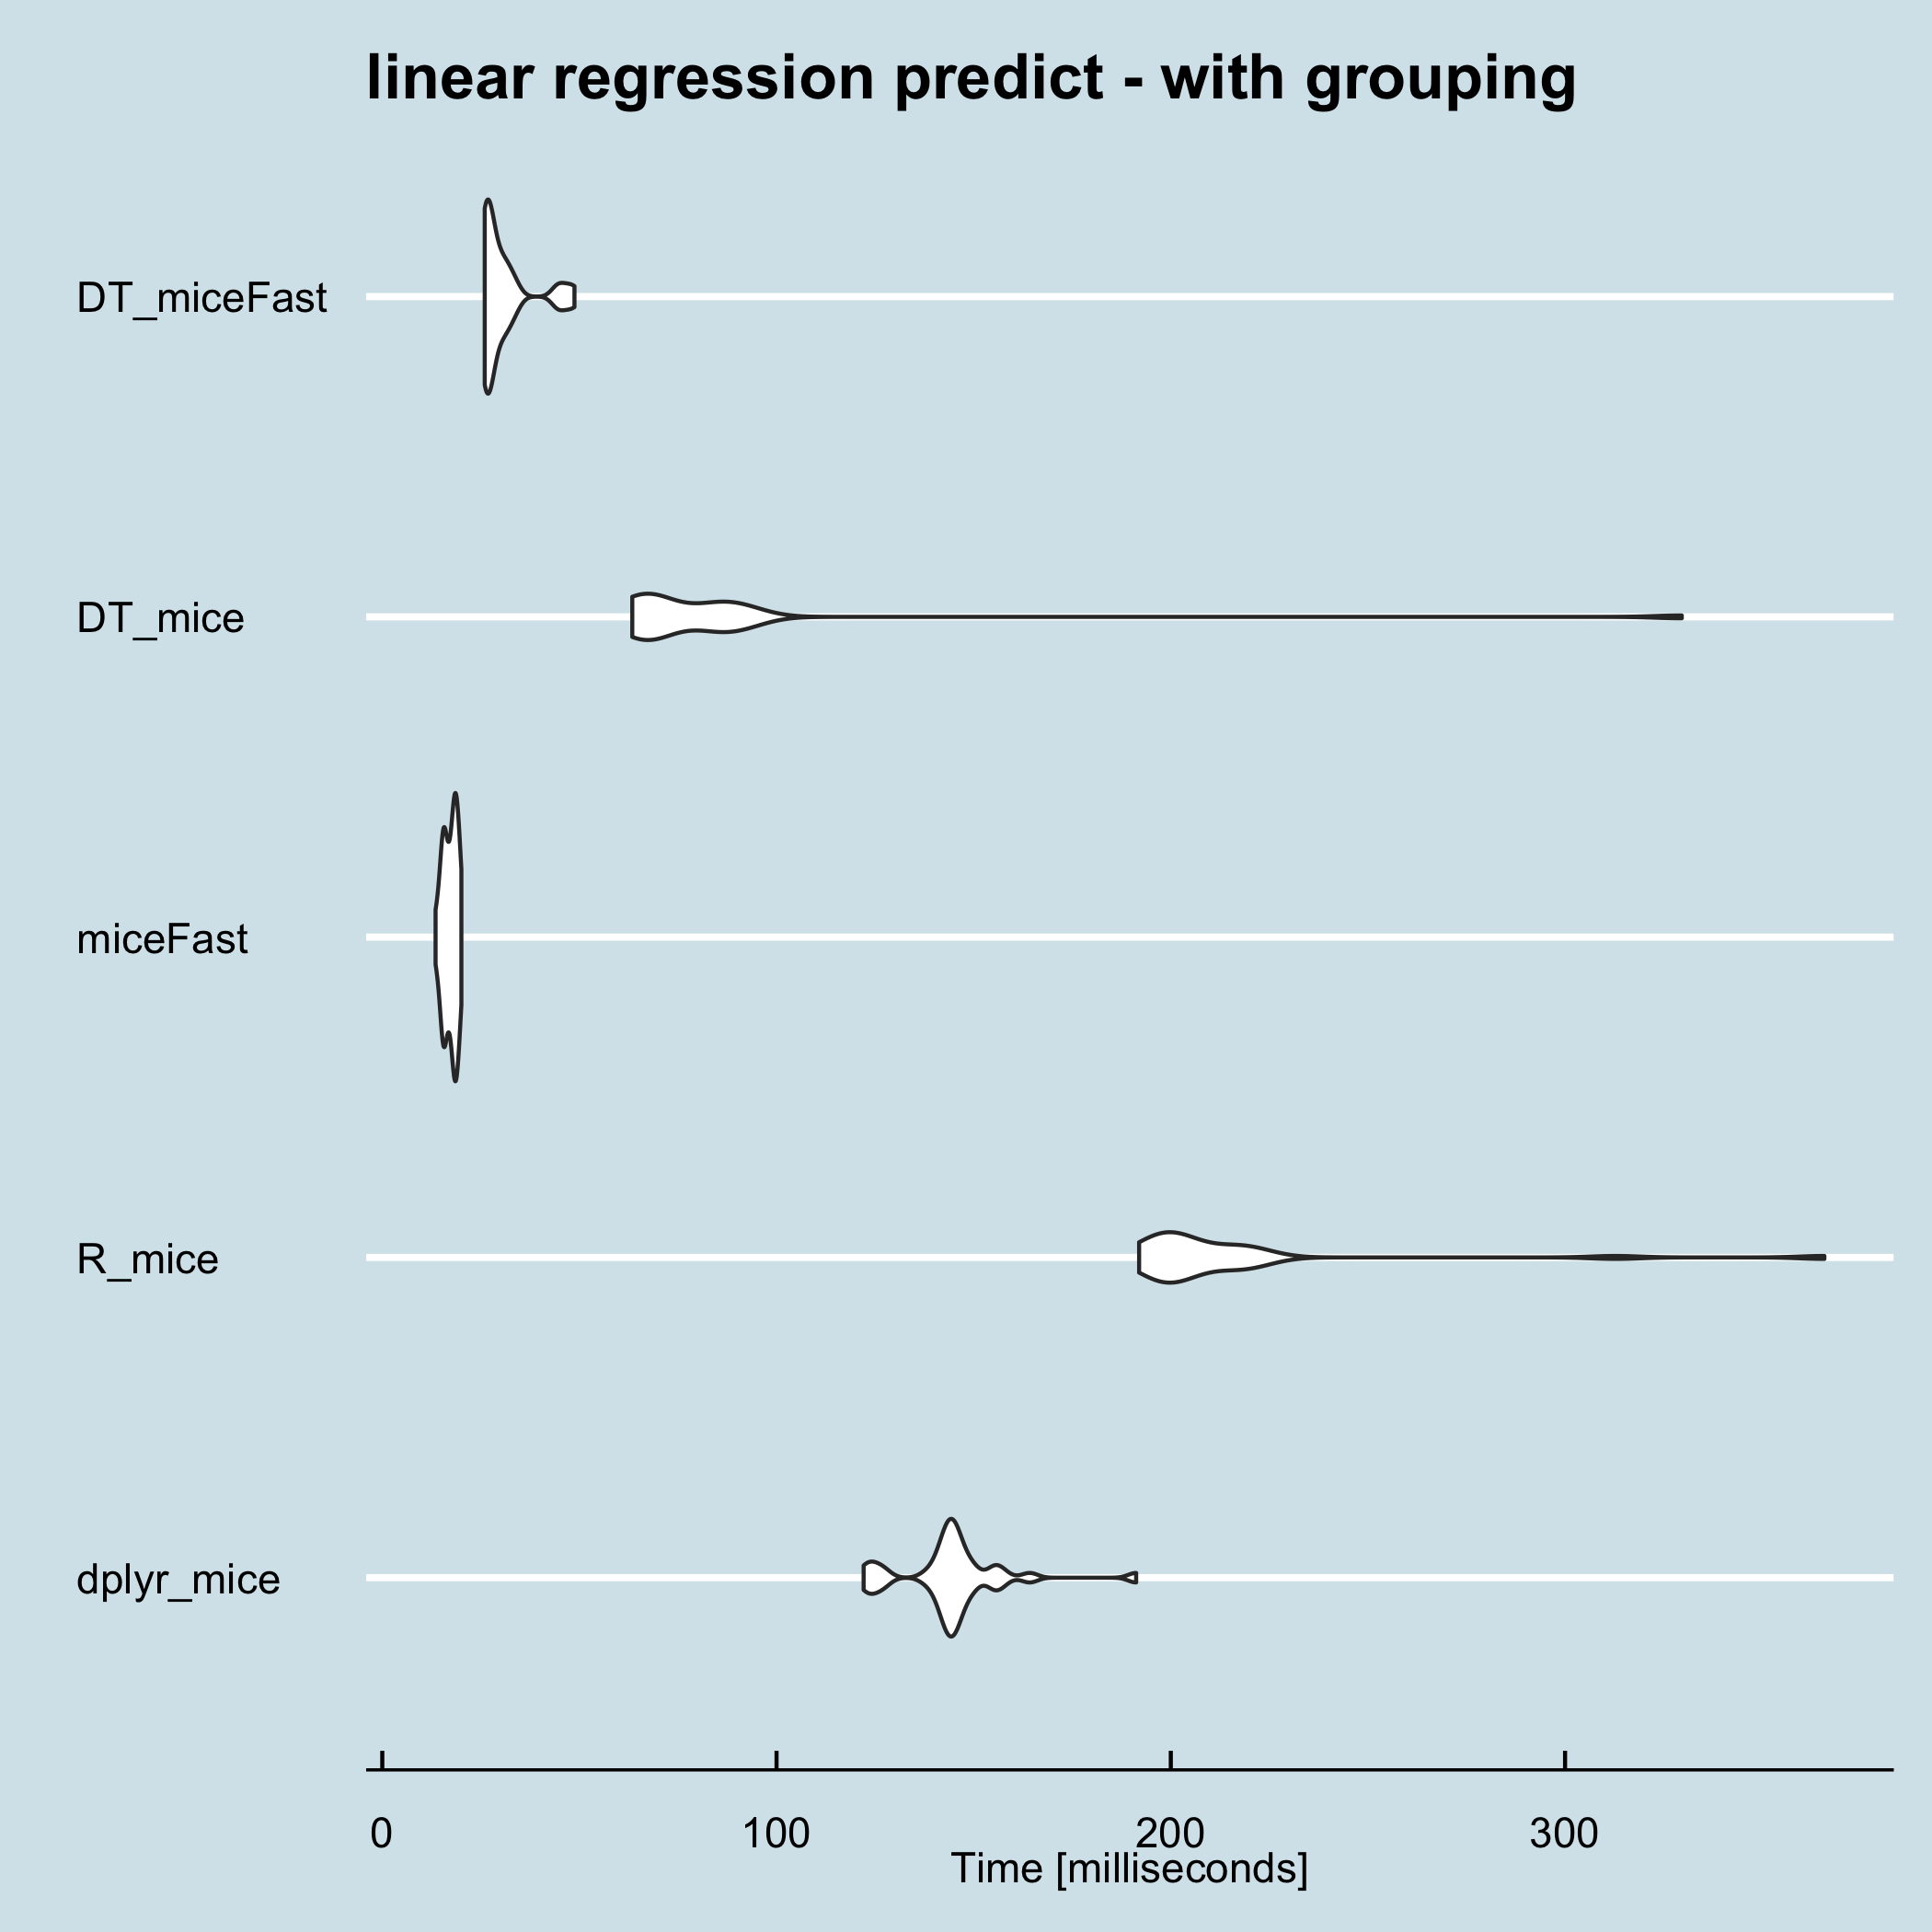 linear regression predict - with grouping
DT_miceFast
DT_mice
miceFast
R_mice
dplyr_mice
0 100 200 300
Time [milliseconds]